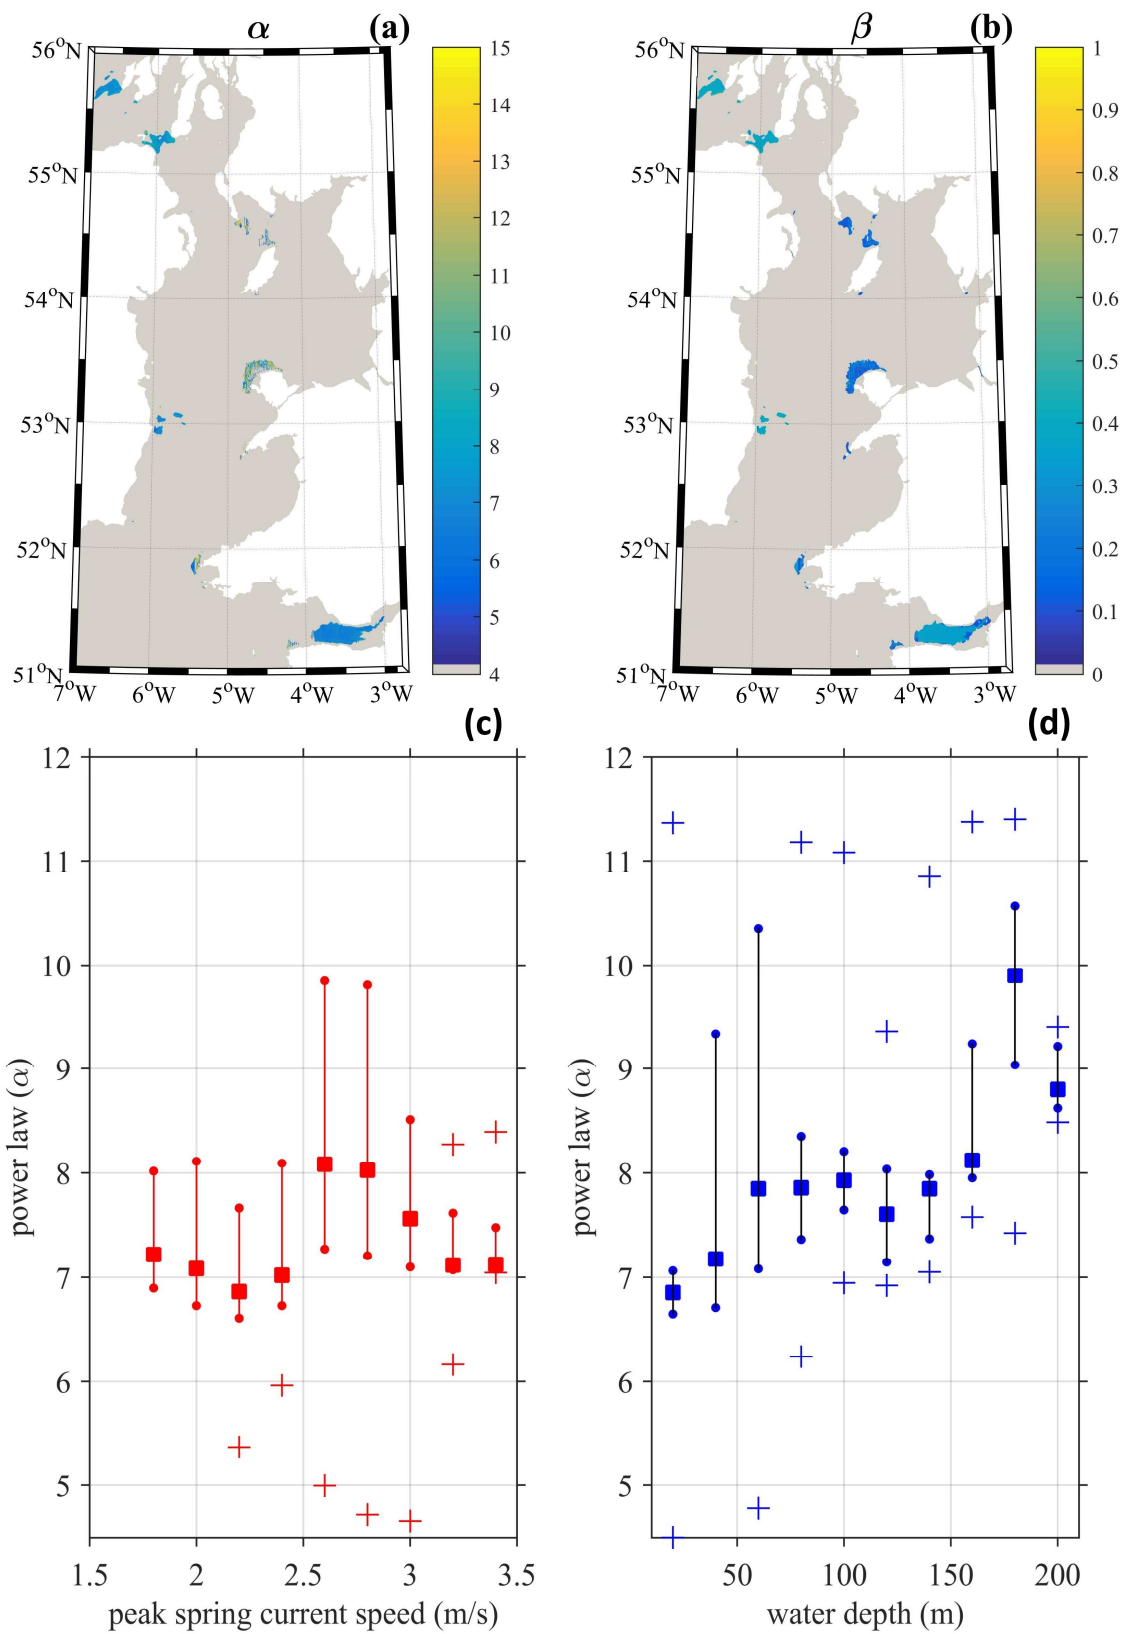 α (a)
β (b)
56°N
55°N
54°N
53°N
52°N
51°N
7°W 6°W 5°W 4°W 3°W
15
14
13
12
11
10
9
8
7
6
5
4
56°N
55°N
54°N
53°N
52°N
51°N
7°W 6°W 5°W 4°W 3°W
1
0.9
0.8
0.7
0.6
0.5
0.4
0.3
0.2
0.1
0
(c)
12
11
10
9
8
7
6
5
power law (α)
1.5 2 2.5 3 3.5
peak spring current speed (m/s)
(d)
12
11
10
9
8
7
6
5
power law (α)
50 100 150 200
water depth (m)